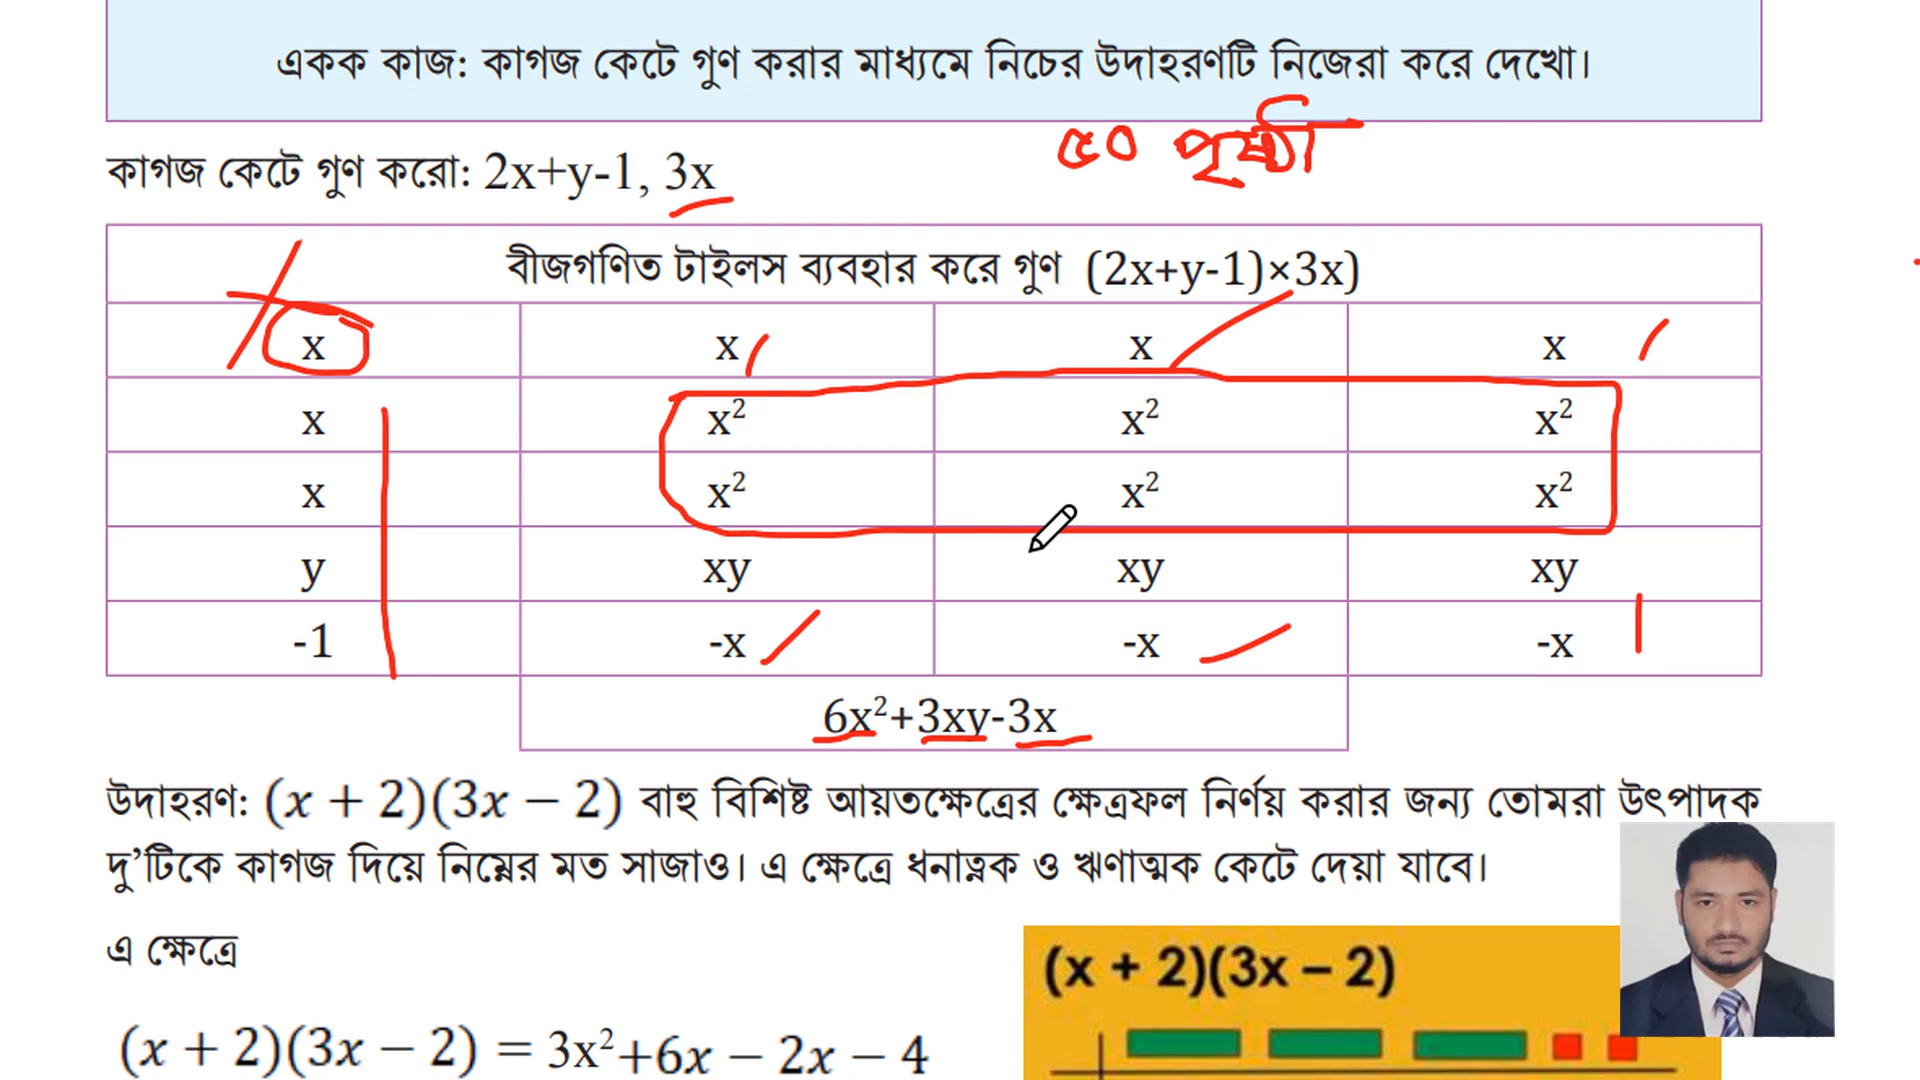 একক কাজ: কাগজ কেটে গুণ করার মাধ্যমে নিচের উদাহরণটি নিজেরা করে দেখো।
৫০ পৃষ্ঠা
কাগজ কেটে গুণ করো: 2x+y-1, 3x
বীজগণিত টাইলস ব্যবহার করে গুণ (2x+y-1)×3x)
x x x x
x x² x² x²
x x² x² x²
y xy xy xy
-1 -x -x -x
6x²+3xy-3x
উদাহরণ: (x + 2)(3x − 2) বাহু বিশিষ্ট আয়তক্ষেত্রের ক্ষেত্রফল নির্ণয় করার জন্য তোমরা উৎপাদক
দু’টিকে কাগজ দিয়ে নিম্নের মত সাজাও। এ ক্ষেত্রে ধনাত্নক ও ঋণাত্মক কেটে দেয়া যাবে।
এ ক্ষেত্রে
(x + 2)(3x – 2)
(x + 2)(3x − 2) = 3x²+6x − 2x − 4